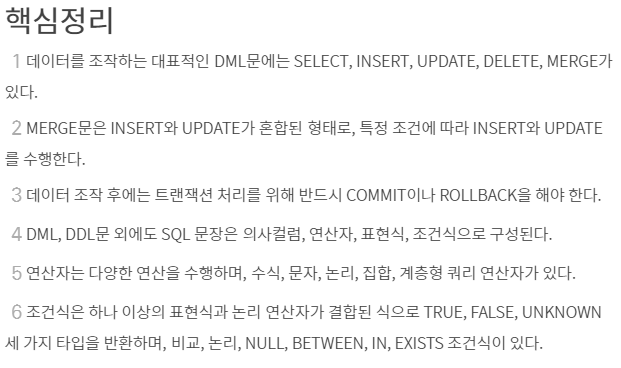 핵심정리
1 데이터를 조작하는 대표적인 DML문에는 SELECT, INSERT, UPDATE, DELETE, MERGE가
있다.
2 MERGE문은 INSERT와 UPDATE가 혼합된 형태로, 특정 조건에 따라 INSERT와 UPDATE
를 수행한다.
3 데이터 조작 후에는 트랜잭션 처리를 위해 반드시 COMMIT이나 ROLLBACK을 해야 한다.
4 DML, DDL문 외에도 SQL 문장은 의사컬럼, 연산자, 표현식, 조건식으로 구성된다.
5 연산자는 다양한 연산을 수행하며, 수식, 문자, 논리, 집합, 계층형 쿼리 연산자가 있다.
6 조건식은 하나 이상의 표현식과 논리 연산자가 결합된 식으로 TRUE, FALSE, UNKNOWN
세 가지 타입을 반환하며, 비교, 논리, NULL, BETWEEN, IN, EXISTS 조건식이 있다.